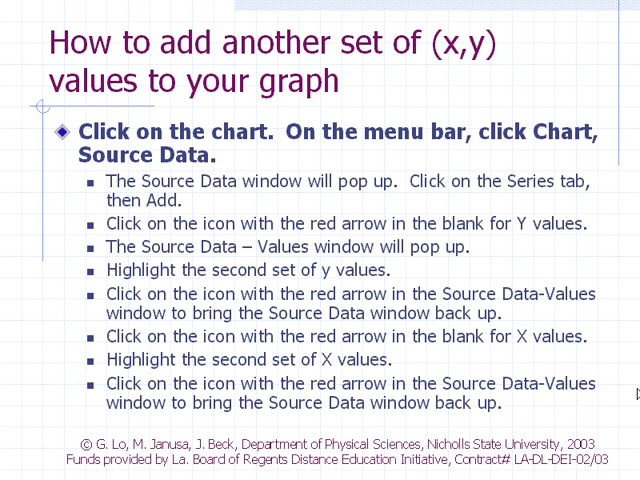 How to add another set of (x,y)
values to your graph
Click on the chart.  On the menu bar, click Chart,
Source Data.
The Source Data window will pop up.  Click on the Series tab,
then Add.
Click on the icon with the red arrow in the blank for Y values.
The Source Data – Values window will pop up.
Highlight the second set of y values.
Click on the icon with the red arrow in the Source Data-Values
window to bring the Source Data window back up.
Click on the icon with the red arrow in the blank for X values.
Highlight the second set of X values.
Click on the icon with the red arrow in the Source Data-Values
window to bring the Source Data window back up.
© G. Lo, M. Janusa, J. Beck, Department of Physical Sciences, Nicholls State University, 2003
Funds provided by La. Board of Regents Distance Education Initiative, Contract# LA-DL-DEI-02/03